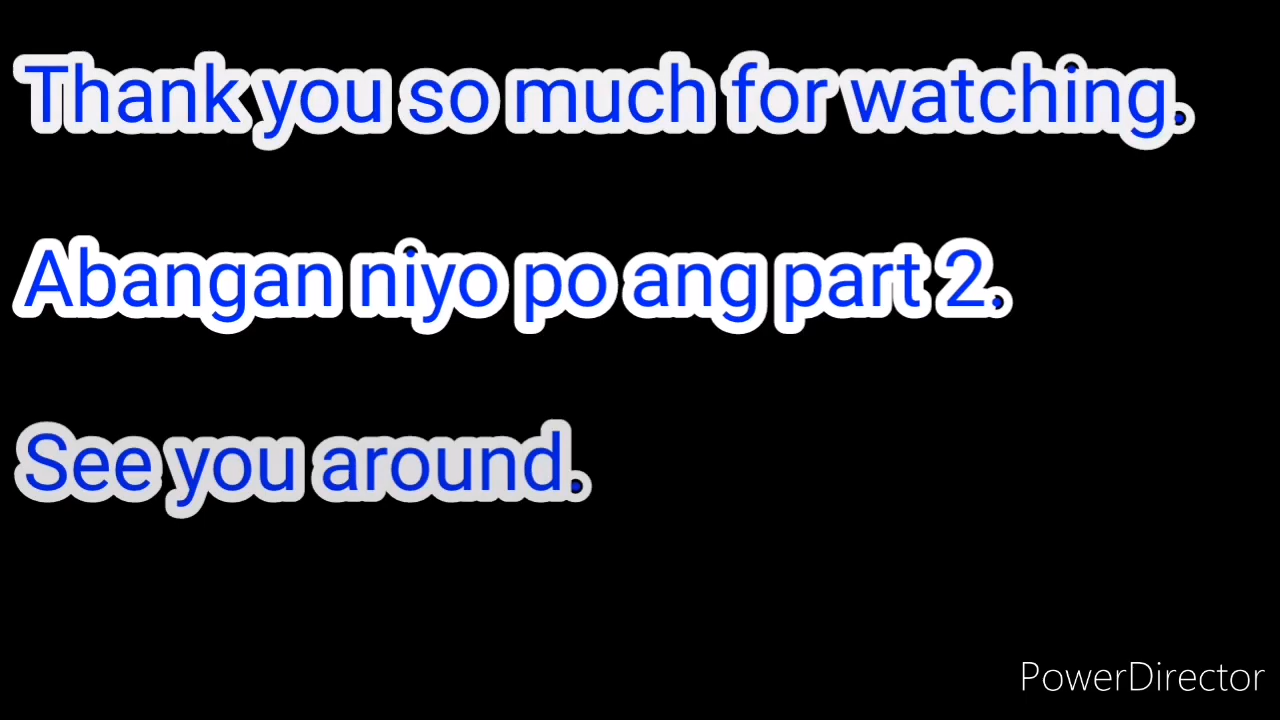 Thank you so much for watching.
Abangan niyo po ang part 2.
See you around.
PowerDirector